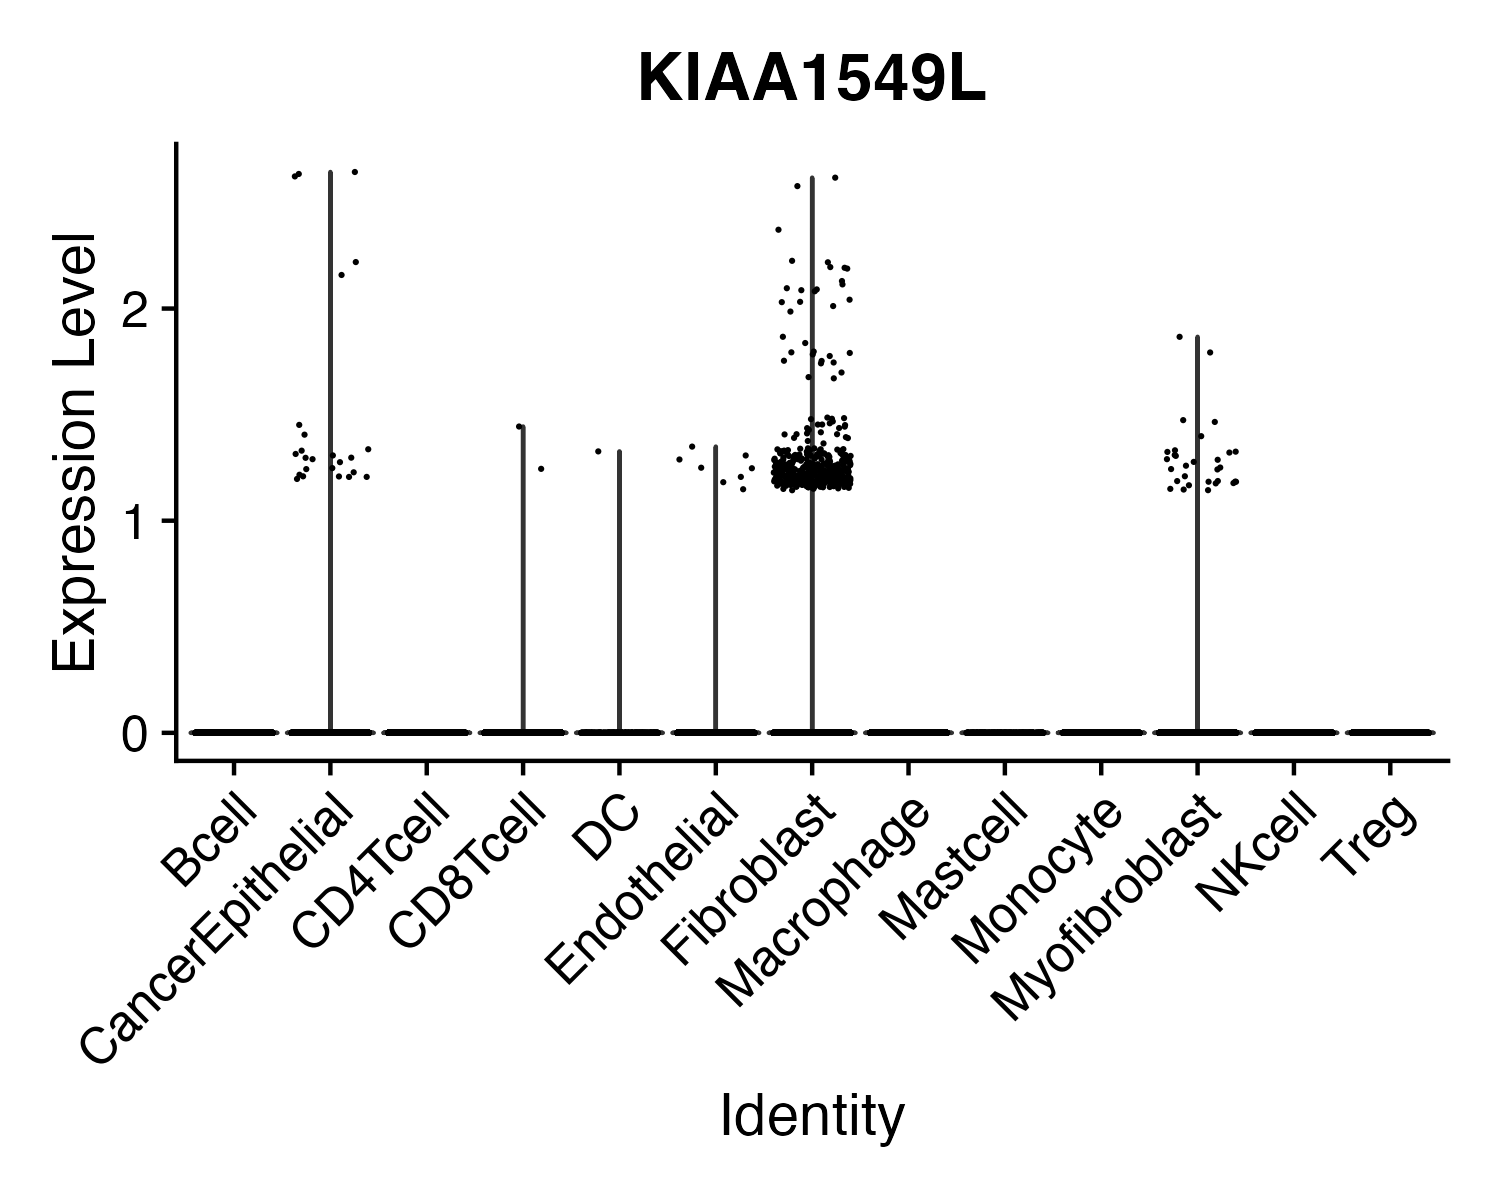 KIAA1549L
Expression Level
2
1
0
Bcell
CancerEpithelial
CD4Tcell
CD8Tcell
DC
Endothelial
Fibroblast
Macrophage
Mastcell
Monocyte
Myofibroblast
NKcell
Treg
Identity